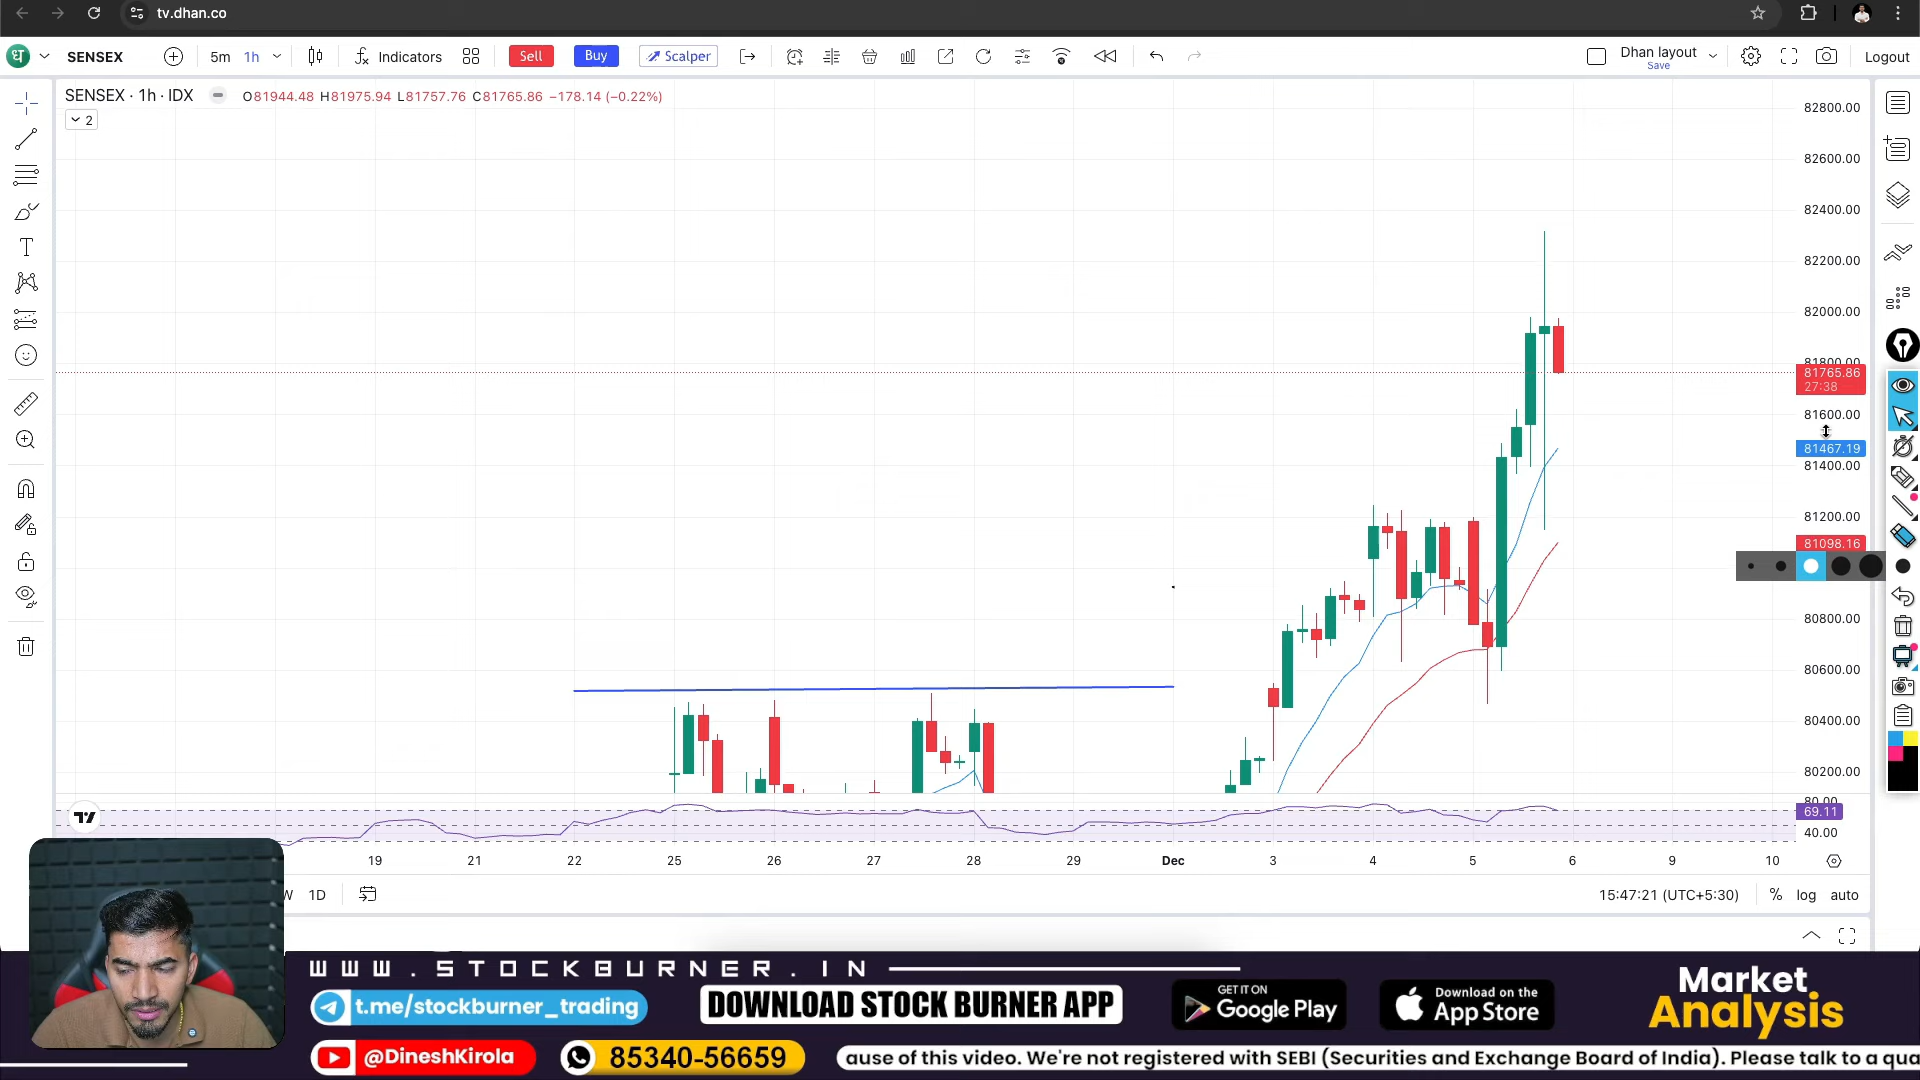 tv.dhan.co
SENSEX 5m 1h Indicators Sell Buy Scalper Dhan layout Save Logout
SENSEX · 1h · IDX O81944.48 H81975.94 L81757.76 C81765.86 −178.14 (−0.22%)
2
82800.00
82600.00
82400.00
82200.00
82000.00
81800.00
81765.86
27:38
81600.00
81467.19
81400.00
81200.00
81098.16
80800.00
80600.00
80400.00
80200.00
80.00
69.11
40.00
19 21 22 25 26 27 28 29 Dec 3 4 5 6 9 10
1D 15:47:21 (UTC+5:30) % log auto
WWW.STOCKBURNER.IN
t.me/stockburner_trading
DOWNLOAD STOCK BURNER APP
GET IT ON
Google Play
Download on the
App Store
Market
Analysis
@DineshKirola
85340-56659
ause of this video. We're not registered with SEBI (Securities and Exchange Board of India). Please talk to a qua